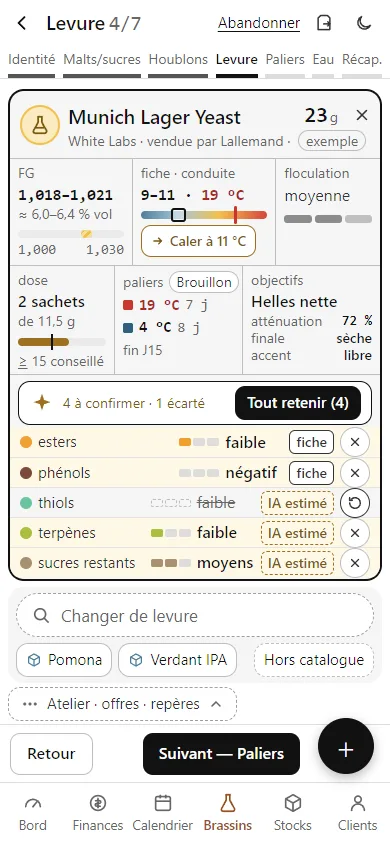 Levure 4/7
Abandonner
Identité Malts/sucres Houblons Levure Paliers Eau Récap.
Munich Lager Yeast
23 g
White Labs · vendue par Lallemand · exemple
FG
1,018–1,021
≈ 6,0–6,4 % vol
1,000 1,030
fiche · conduite
9–11 · 19 °C
→ Caler à 11 °C
floculation
moyenne
dose
2 sachets
de 11,5 g
≥ 15 conseillé
paliers Brouillon
19 °C 7 j
4 °C 8 j
fin J15
objectifs
Helles nette
atténuation 72 %
finale sèche
accent libre
4 à confirmer · 1 écarté
Tout retenir (4)
esters faible fiche
phénols négatif fiche
thiols faible IA estimé
terpènes faible IA estimé
sucres restants moyens IA estimé
Changer de levure
Pomona Verdant IPA Hors catalogue
Atelier · offres · repères
Retour
Suivant — Paliers
Bord Finances Calendrier Brassins Stocks Clients